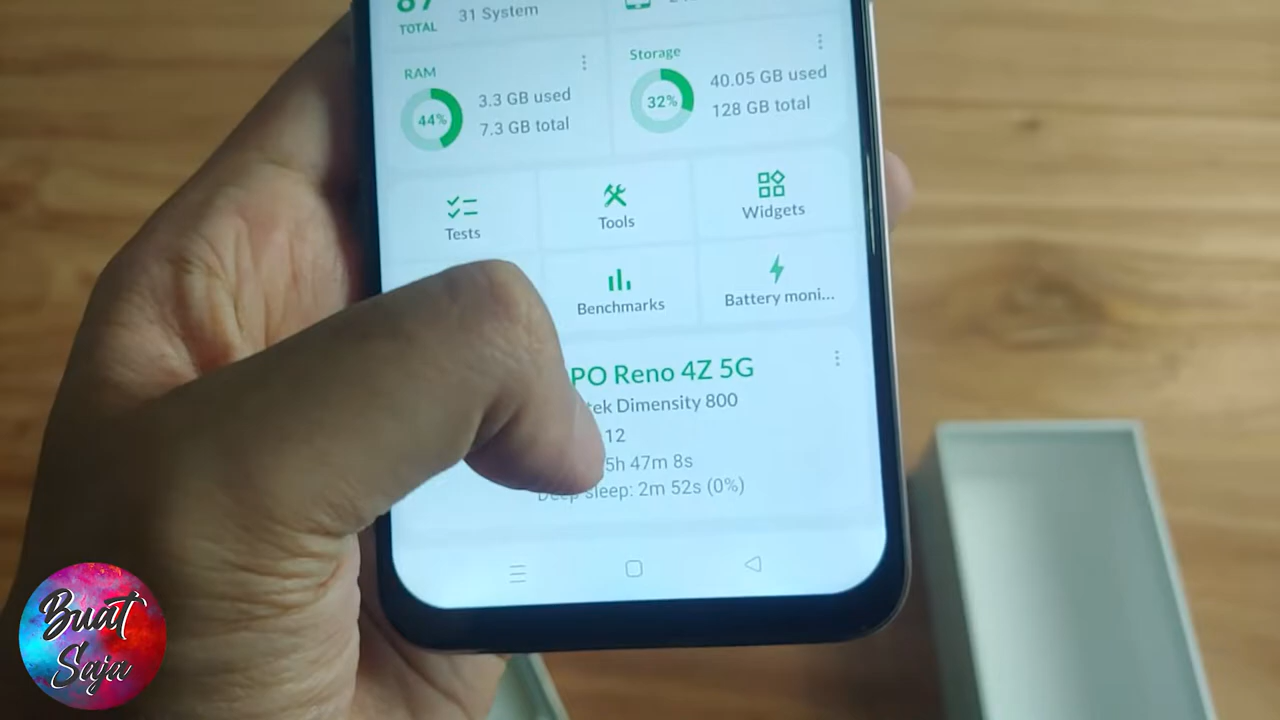 87
TOTAL
31 System
RAM
44%
3.3 GB used
7.3 GB total
Storage
32%
40.05 GB used
128 GB total
Tests
Tools
Widgets
Benchmarks
Battery moni...
PO Reno 4Z 5G
tek Dimensity 800
12
5h 47m 8s
Deep sleep: 2m 52s (0%)
Buat
Saja